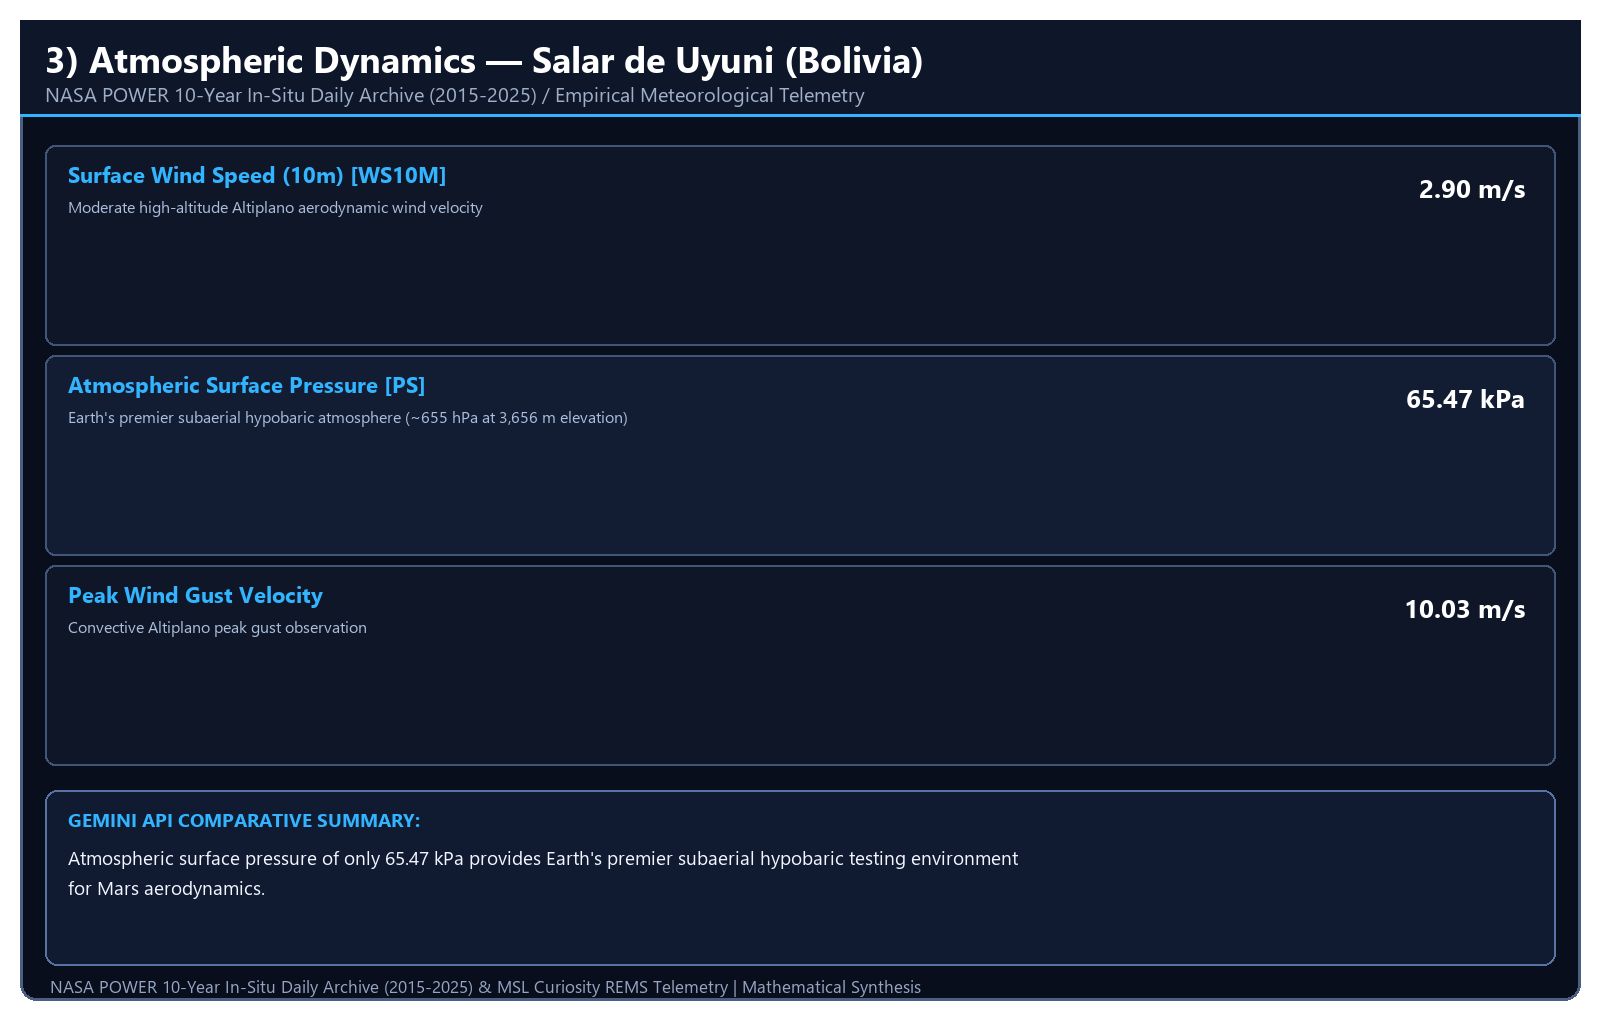 3) Atmospheric Dynamics — Salar de Uyuni (Bolivia)
NASA POWER 10-Year In-Situ Daily Archive (2015-2025) / Empirical Meteorological Telemetry
Surface Wind Speed (10m) [WS10M]
2.90 m/s
Moderate high-altitude Altiplano aerodynamic wind velocity
Atmospheric Surface Pressure [PS]
65.47 kPa
Earth's premier subaerial hypobaric atmosphere (~655 hPa at 3,656 m elevation)
Peak Wind Gust Velocity
10.03 m/s
Convective Altiplano peak gust observation
GEMINI API COMPARATIVE SUMMARY:
Atmospheric surface pressure of only 65.47 kPa provides Earth's premier subaerial hypobaric testing environment
for Mars aerodynamics.
NASA POWER 10-Year In-Situ Daily Archive (2015-2025) & MSL Curiosity REMS Telemetry | Mathematical Synthesis